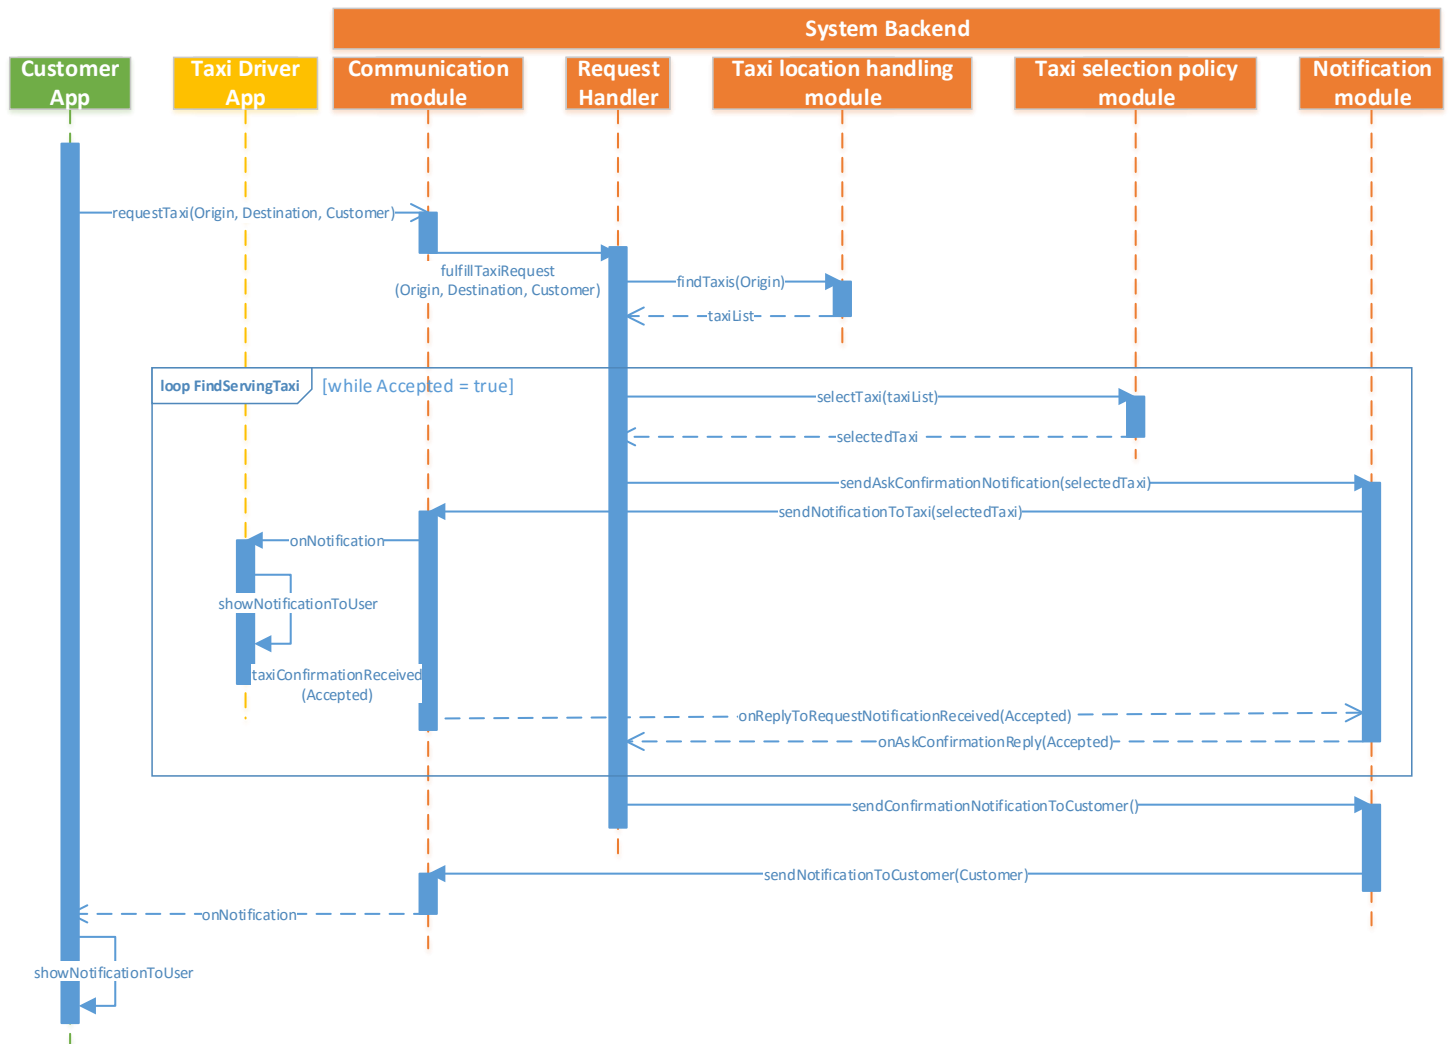 System Backend
Customer
App
Taxi Driver
App
Communication
module
Request
Handler
Taxi location handling
module
Taxi selection policy
module
Notification
module
requestTaxi(Origin, Destination, Customer)
fulfillTaxiRequest
(Origin, Destination, Customer)
findTaxis(Origin)
taxiList
loop FindServingTaxi
[while Accepted = true]
selectTaxi(taxiList)
selectedTaxi
sendAskConfirmationNotification(selectedTaxi)
sendNotificationToTaxi(selectedTaxi)
onNotification
showNotificationToUser
taxiConfirmationReceived
(Accepted)
onReplyToRequestNotificationReceived(Accepted)
onAskConfirmationReply(Accepted)
sendConfirmationNotificationToCustomer()
sendNotificationToCustomer(Customer)
onNotification
showNotificationToUser